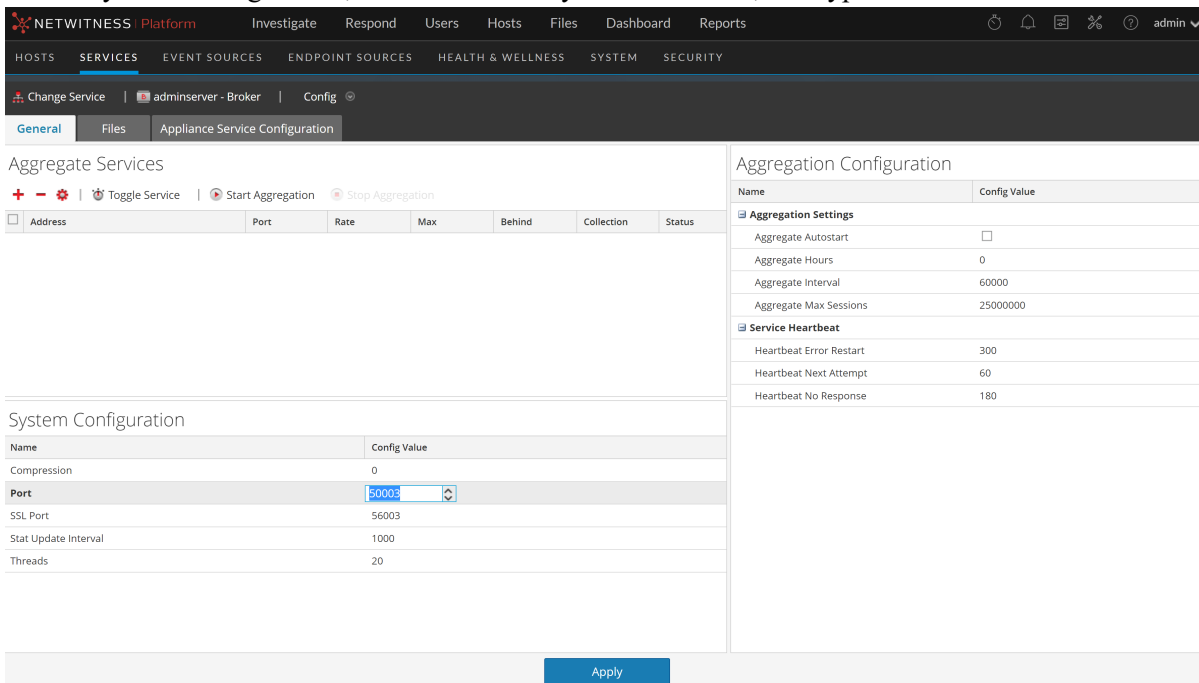 NETWITNESS | Platform Investigate Respond Users Hosts Files Dashboard Reports admin
HOSTS SERVICES EVENT SOURCES ENDPOINT SOURCES HEALTH & WELLNESS SYSTEM SECURITY
Change Service | adminserver - Broker | Config
General Files Appliance Service Configuration
Aggregate Services
Toggle Service | Start Aggregation Stop Aggregation
Address Port Rate Max Behind Collection Status
System Configuration
Name Config Value
Compression 0
Port 50003
SSL Port 56003
Stat Update Interval 1000
Threads 20
Aggregation Configuration
Name Config Value
Aggregation Settings
Aggregate Autostart
Aggregate Hours 0
Aggregate Interval 60000
Aggregate Max Sessions 25000000
Service Heartbeat
Heartbeat Error Restart 300
Heartbeat Next Attempt 60
Heartbeat No Response 180
Apply